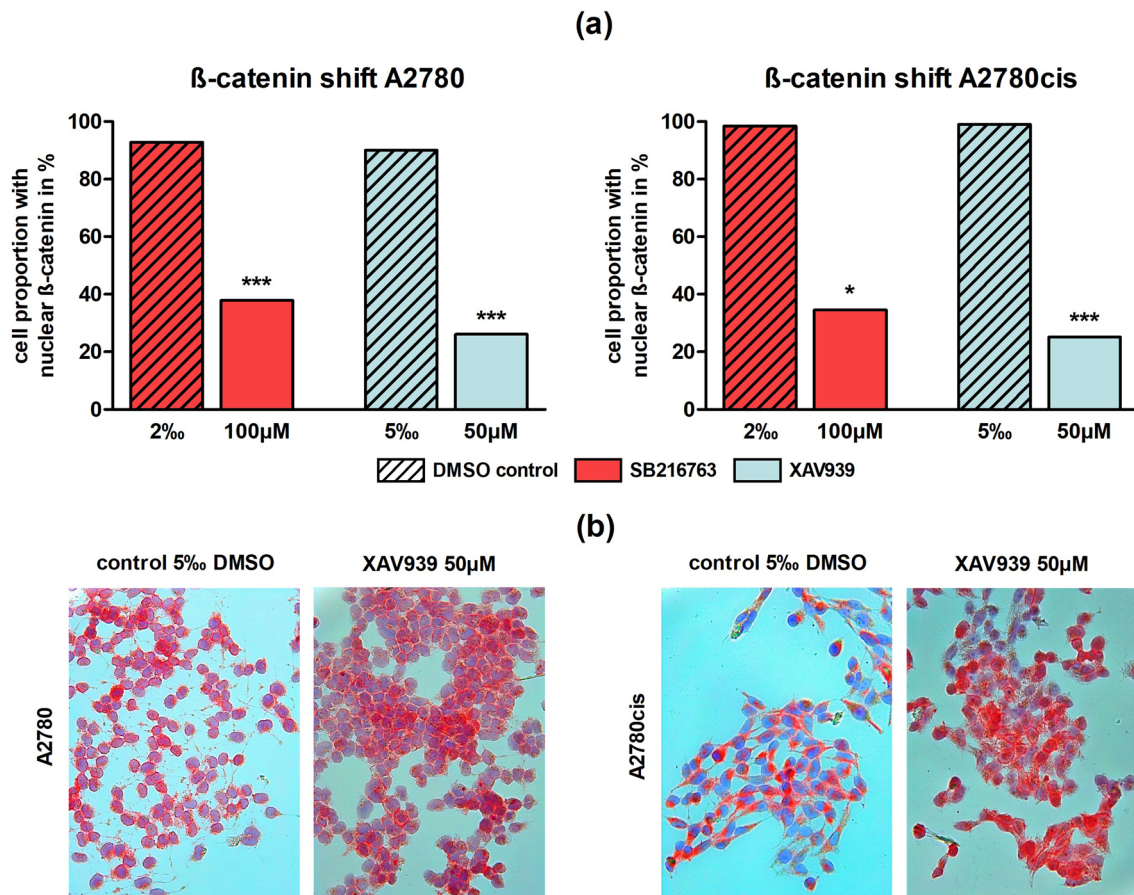 (a)
ß-catenin shift A2780
cell proportion with
nuclear ß-catenin in %
100
80
60
40
20
0
***
***
2‰
100µM
5‰
50µM
ß-catenin shift A2780cis
cell proportion with
nuclear ß-catenin in %
100
80
60
40
20
0
*
***
2‰
100µM
5‰
50µM
DMSO control
SB216763
XAV939
(b)
control 5‰ DMSO
XAV939 50µM
A2780
control 5‰ DMSO
XAV939 50µM
A2780cis